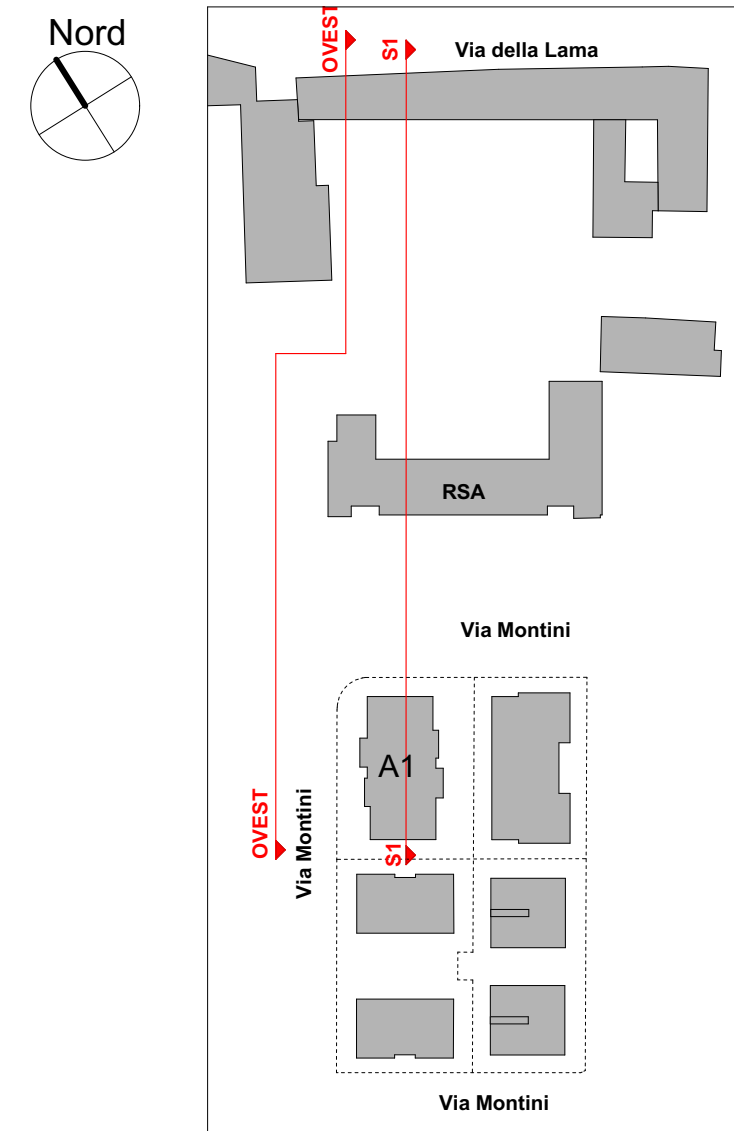 Nord
OVEST
S1
Via della Lama
RSA
Via Montini
A1
OVEST
Via Montini
S1
Via Montini